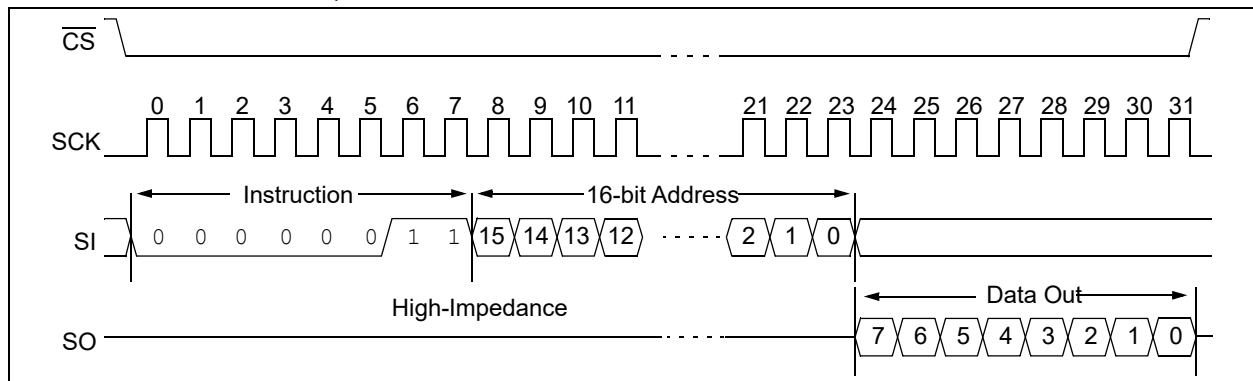 CS
0 1 2 3 4 5 6 7 8 9 10 11 21 22 23 24 25 26 27 28 29 30 31
SCK
Instruction 16-bit Address
SI 0 0 0 0 0 0 1 1 15 14 13 12 2 1 0
High-Impedance Data Out
SO 7 6 5 4 3 2 1 0